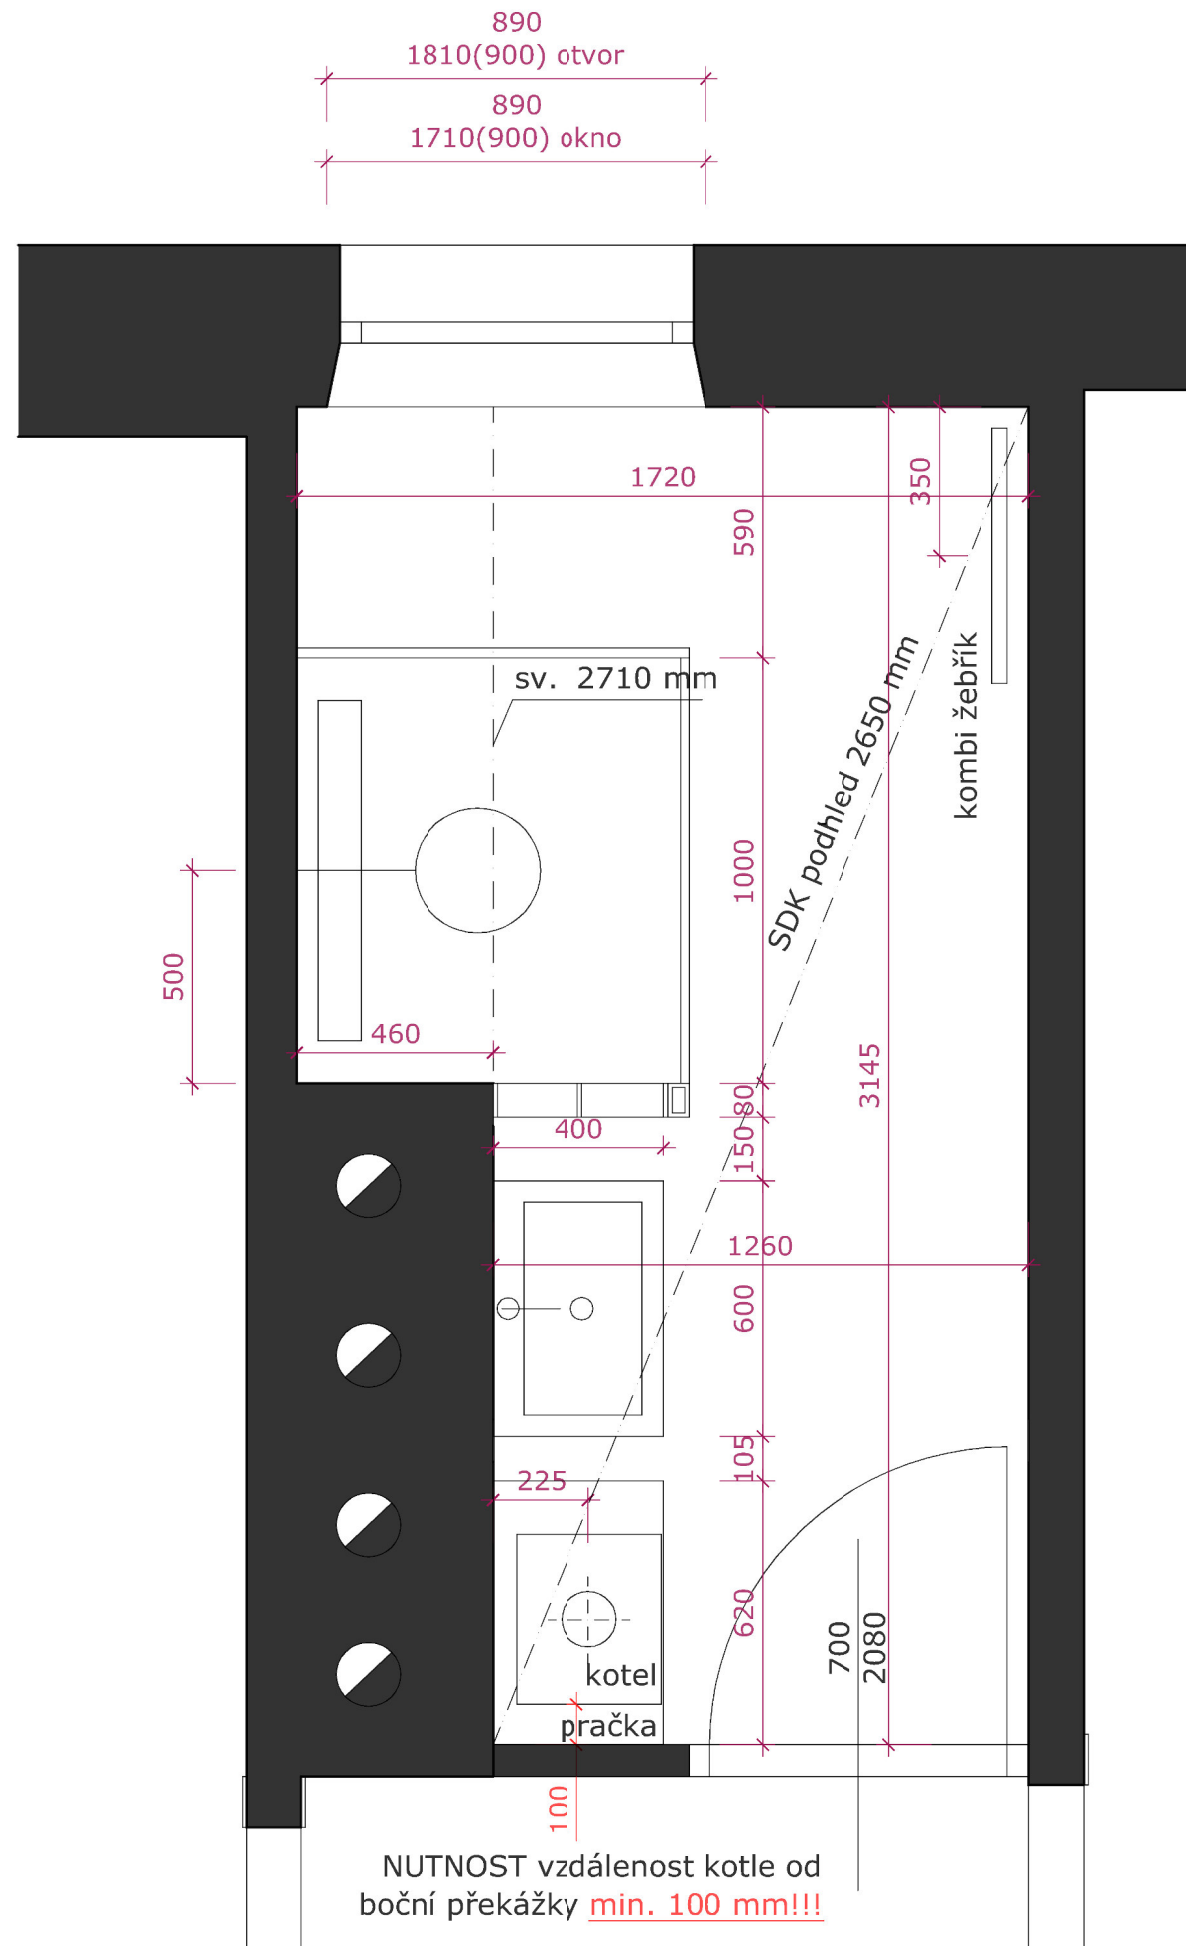 890
1810(900) otvor
890
1710(900) okno
1720
350
590
sv. 2710 mm
SDK podhled 2650 mm
kombi žebřík
1000
500
460
3145
80
400
150
1260
600
105
225
620
700
2080
kotel
pračka
100
NUTNOST vzdálenost kotle od
boční překážky min. 100 mm!!!